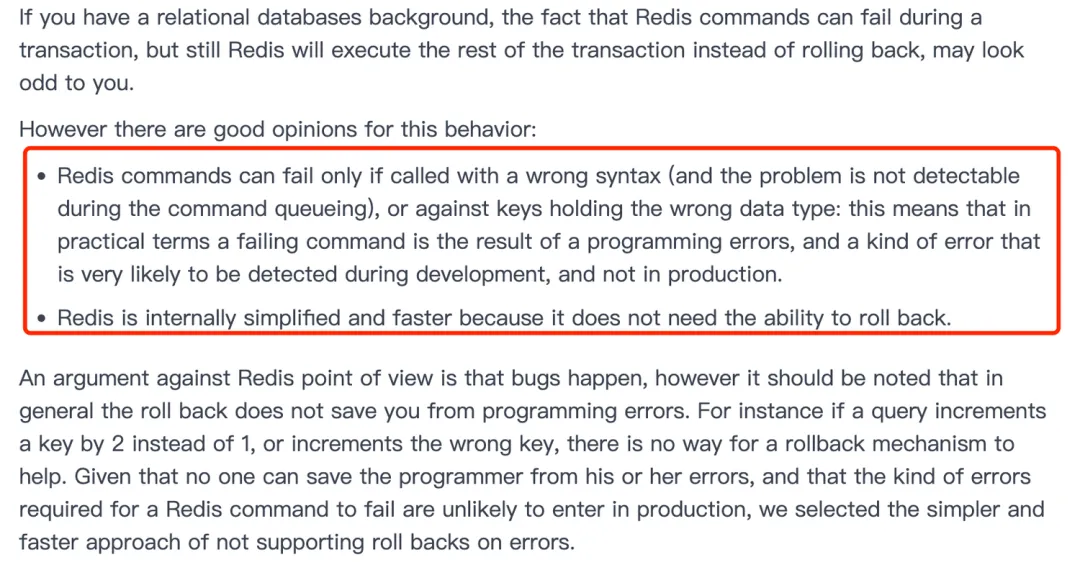 If you have a relational databases background, the fact that Redis commands can fail during a
transaction, but still Redis will execute the rest of the transaction instead of rolling back, may look
odd to you.
However there are good opinions for this behavior:
• Redis commands can fail only if called with a wrong syntax (and the problem is not detectable
during the command queueing), or against keys holding the wrong data type: this means that in
practical terms a failing command is the result of a programming errors, and a kind of error that
is very likely to be detected during development, and not in production.
• Redis is internally simplified and faster because it does not need the ability to roll back.
An argument against Redis point of view is that bugs happen, however it should be noted that in
general the roll back does not save you from programming errors. For instance if a query increments
a key by 2 instead of 1, or increments the wrong key, there is no way for a rollback mechanism to
help. Given that no one can save the programmer from his or her errors, and that the kind of errors
required for a Redis command to fail are unlikely to enter in production, we selected the simpler and
faster approach of not supporting roll backs on errors.